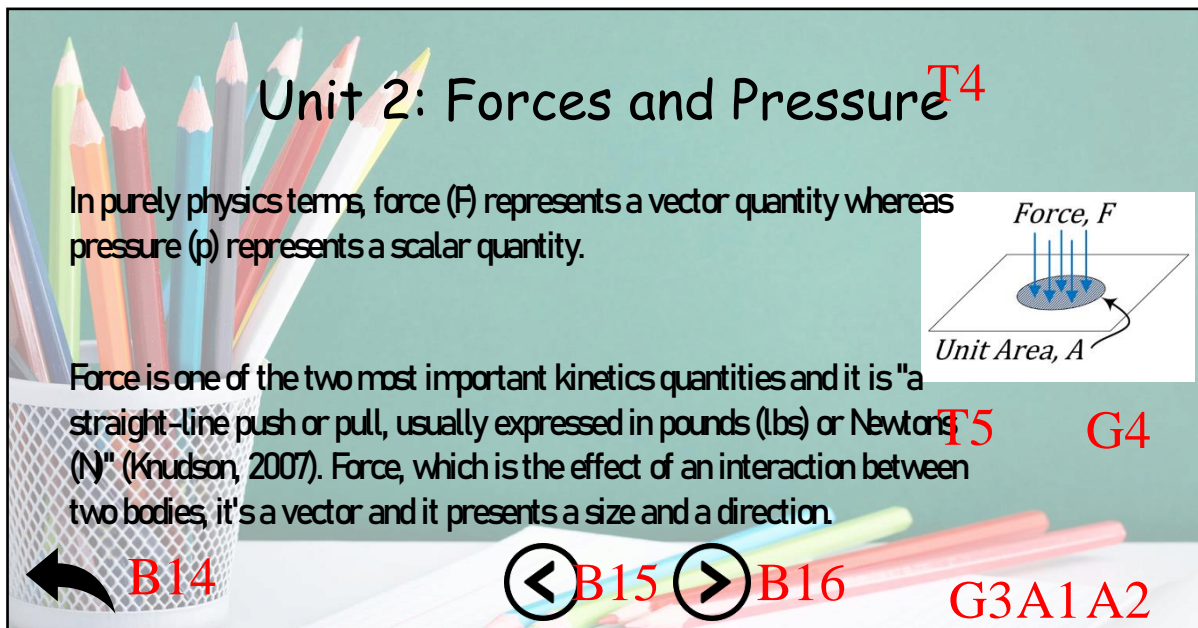 Unit 2: Forces and Pressure
T4
In purely physics terms, force (F) represents a vector quantity whereas
pressure (p) represents a scalar quantity.
Force, F
Unit Area, A
Force is one of the two most important kinetics quantities and it is "a
straight-line push or pull, usually expressed in pounds (lbs) or Newtons
(N)" (Knudson, 2007). Force, which is the effect of an interaction between
two bodies, it's a vector and it presents a size and a direction.
T5
G4
B14
B15
B16
G3A1A2